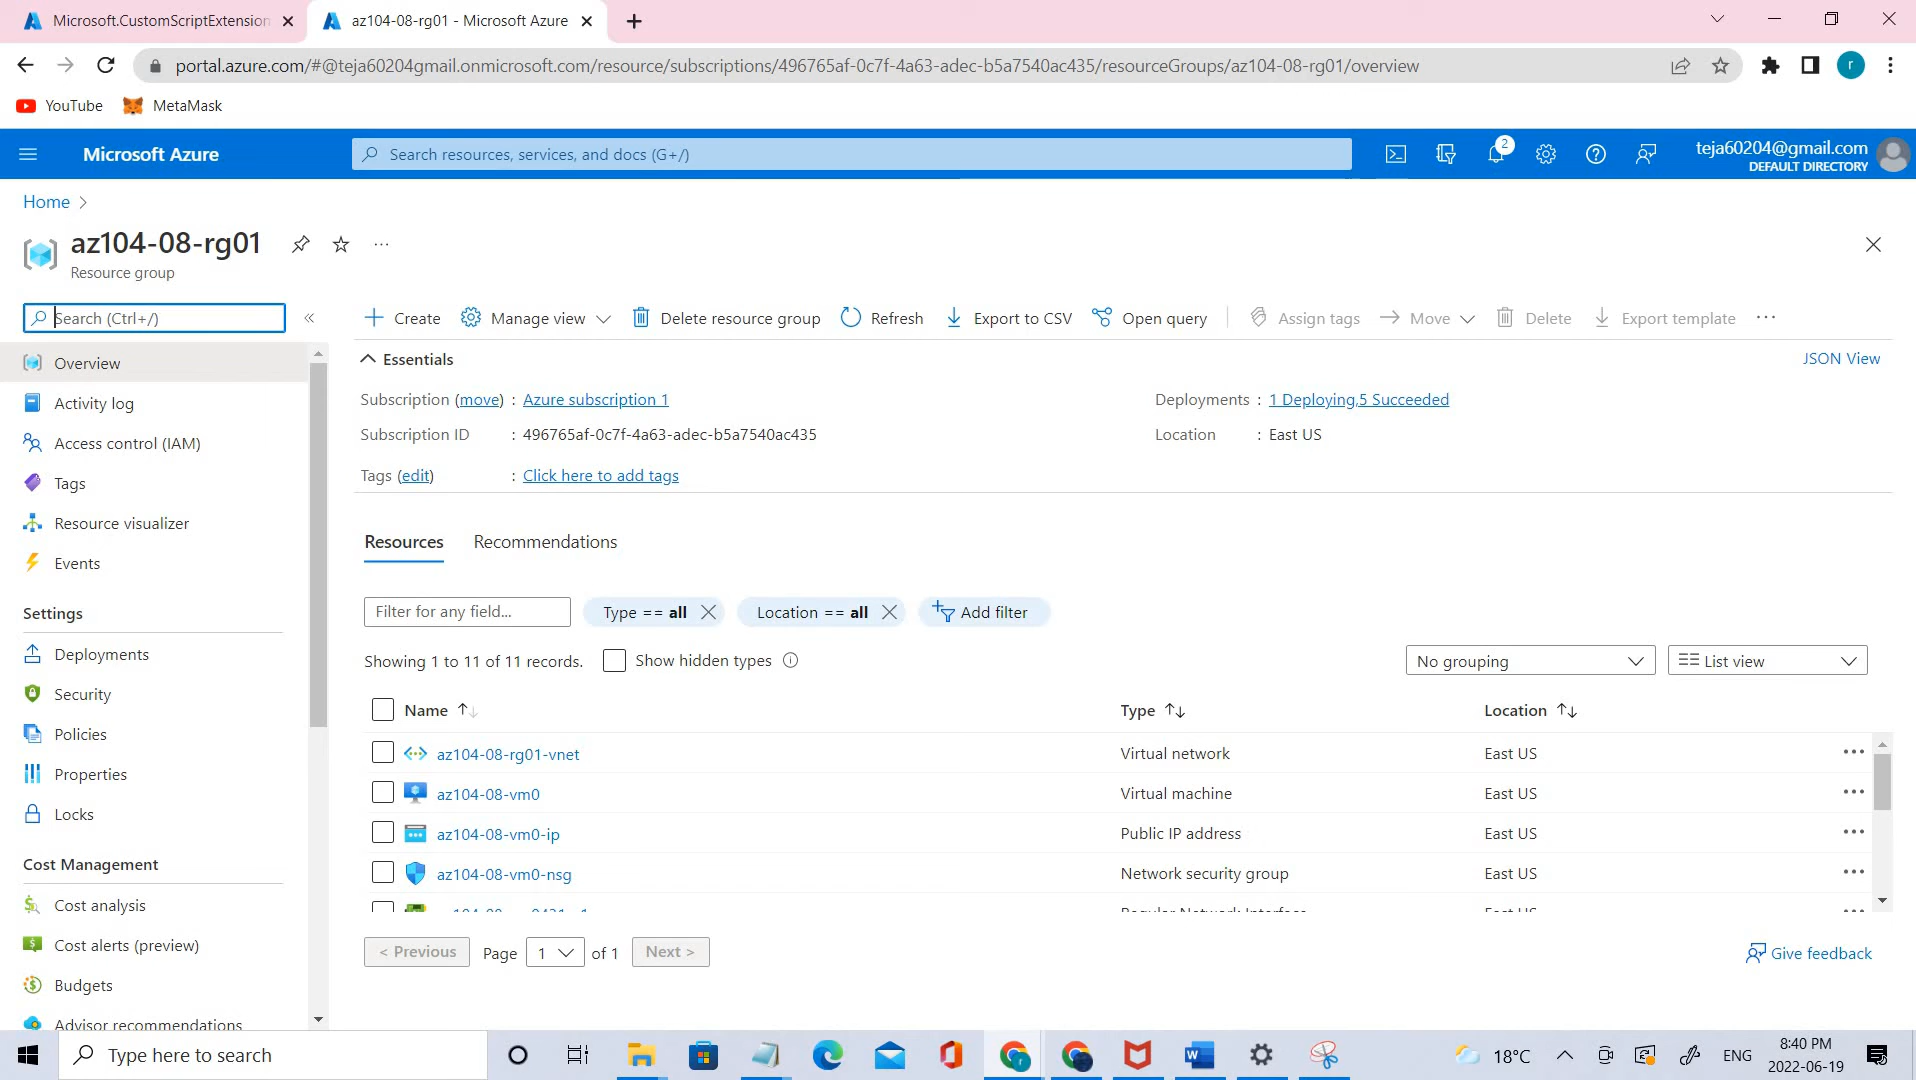 Microsoft.CustomScriptExtension
az104-08-rg01 - Microsoft Azure
portal.azure.com/#@teja60204gmail.onmicrosoft.com/resource/subscriptions/496765af-0c7f-4a63-adec-b5a7540ac435/resourceGroups/az104-08-rg01/overview
r
YouTube
MetaMask
Microsoft Azure
Search resources, services, and docs (G+/)
2
teja60204@gmail.com
DEFAULT DIRECTORY
Home
az104-08-rg01
Resource group
Search (Ctrl+/)
Overview
Activity log
Access control (IAM)
Tags
Resource visualizer
Events
Settings
Deployments
Security
Policies
Properties
Locks
Cost Management
Cost analysis
Cost alerts (preview)
Budgets
Advisor recommendations
Create
Manage view
Delete resource group
Refresh
Export to CSV
Open query
Assign tags
Move
Delete
Export template
Essentials
JSON View
Subscription (move) : Azure subscription 1
Deployments : 1 Deploying,5 Succeeded
Subscription ID : 496765af-0c7f-4a63-adec-b5a7540ac435
Location : East US
Tags (edit) : Click here to add tags
Resources
Recommendations
Filter for any field...
Type == all
Location == all
Add filter
Showing 1 to 11 of 11 records.
Show hidden types
No grouping
List view
Name
Type
Location
az104-08-rg01-vnet
Virtual network
East US
az104-08-vm0
Virtual machine
East US
az104-08-vm0-ip
Public IP address
East US
az104-08-vm0-nsg
Network security group
East US
Regular Network Interface
East US
< Previous
Page 1 of 1
Next >
Give feedback
Type here to search
18°C
ENG
8:40 PM
2022-06-19